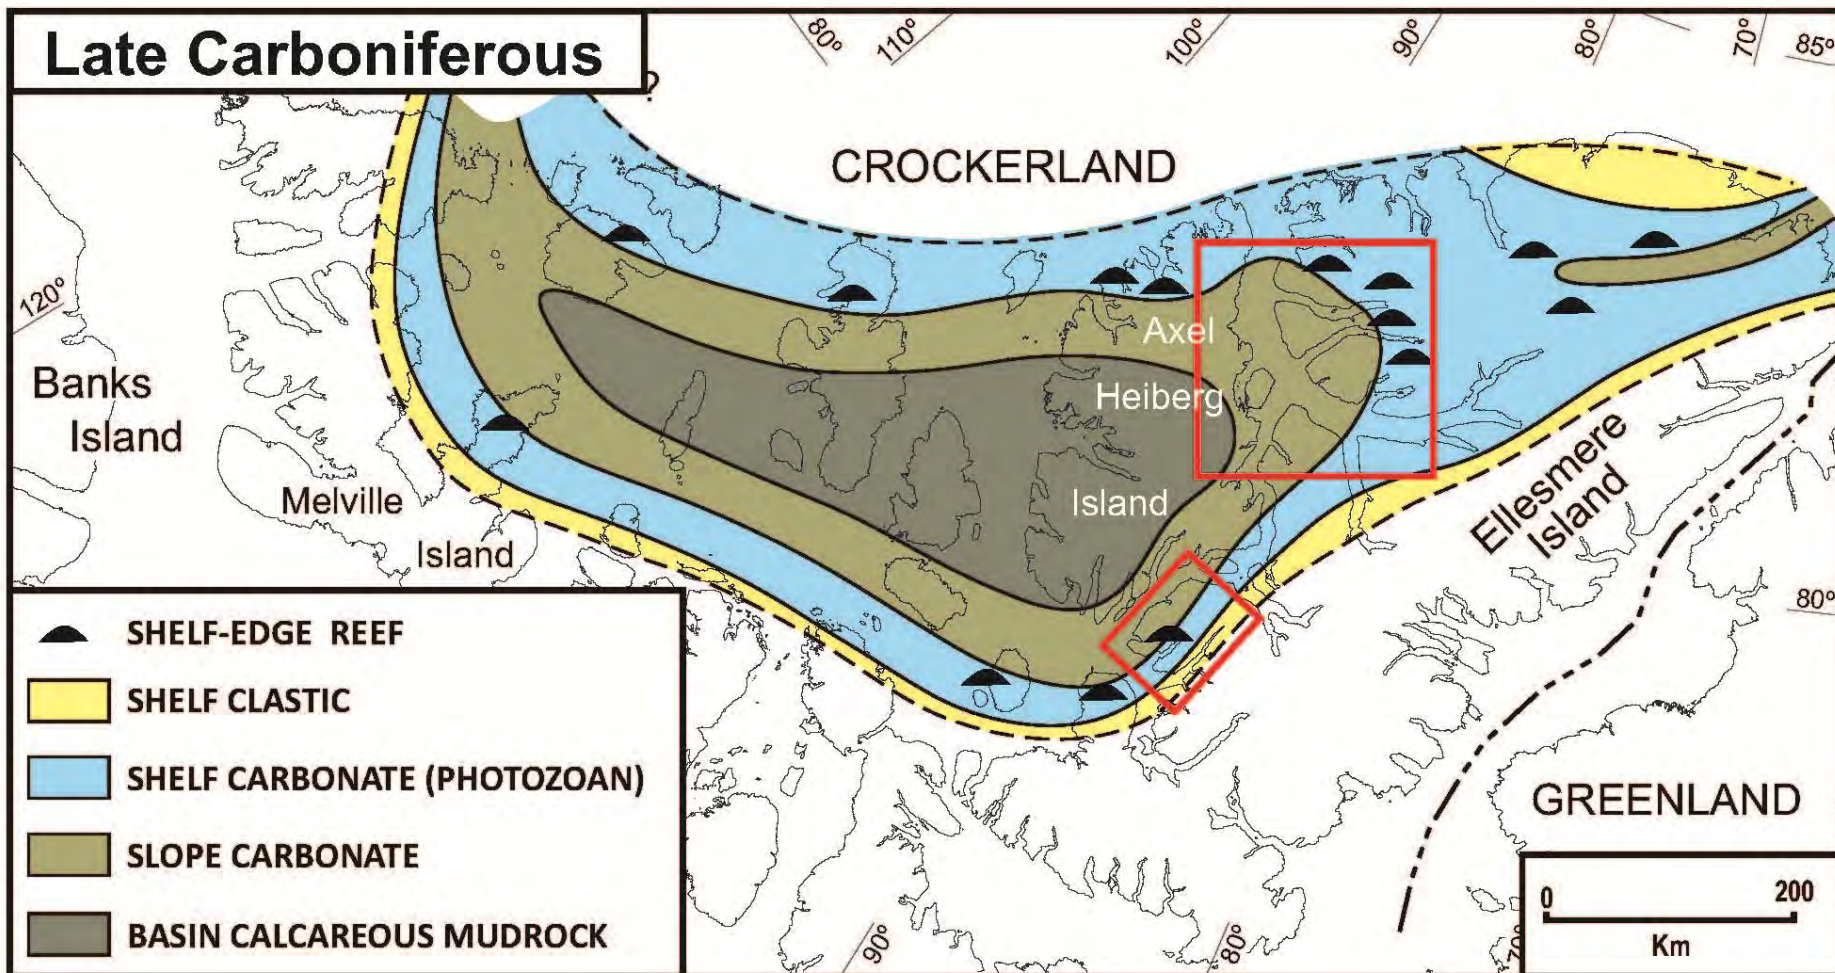 Late Carboniferous
?
80°
110°
100°
90°
80°
70°
85°
CROCKERLAND
120°
Banks
Island
Axel
Heiberg
Island
Melville
Island
Ellesmere
Island
80°
GREENLAND
SHELF-EDGE REEF
SHELF CLASTIC
SHELF CARBONATE (PHOTOZOAN)
SLOPE CARBONATE
BASIN CALCAREOUS MUDROCK
90°
80°
70°
0 200
Km